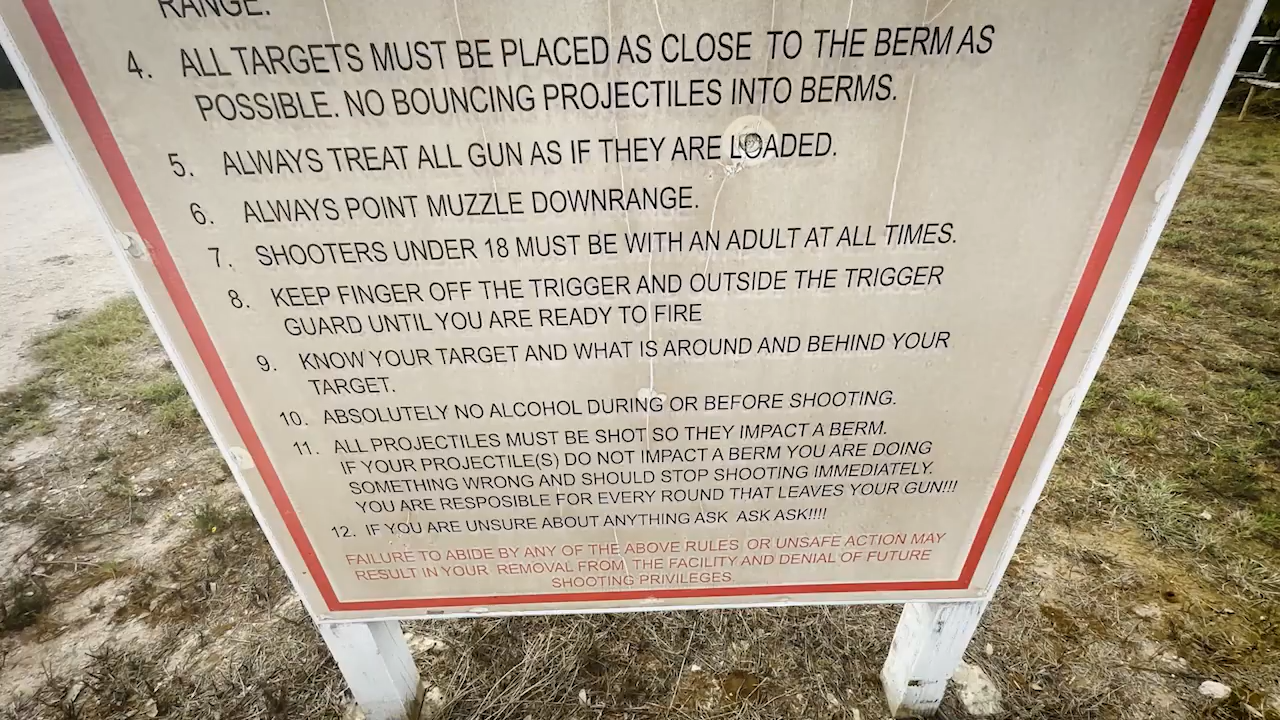 RANGE.
4. ALL TARGETS MUST BE PLACED AS CLOSE TO THE BERM AS
POSSIBLE. NO BOUNCING PROJECTILES INTO BERMS.
5. ALWAYS TREAT ALL GUN AS IF THEY ARE LOADED.
6. ALWAYS POINT MUZZLE DOWNRANGE.
7. SHOOTERS UNDER 18 MUST BE WITH AN ADULT AT ALL TIMES.
8. KEEP FINGER OFF THE TRIGGER AND OUTSIDE THE TRIGGER
GUARD UNTIL YOU ARE READY TO FIRE
9. KNOW YOUR TARGET AND WHAT IS AROUND AND BEHIND YOUR
TARGET.
10. ABSOLUTELY NO ALCOHOL DURING OR BEFORE SHOOTING.
11. ALL PROJECTILES MUST BE SHOT SO THEY IMPACT A BERM.
IF YOUR PROJECTILE(S) DO NOT IMPACT A BERM YOU ARE DOING
SOMETHING WRONG AND SHOULD STOP SHOOTING IMMEDIATELY.
YOU ARE RESPOSIBLE FOR EVERY ROUND THAT LEAVES YOUR GUN!!!
12. IF YOU ARE UNSURE ABOUT ANYTHING ASK ASK ASK!!!!
FAILURE TO ABIDE BY ANY OF THE ABOVE RULES OR UNSAFE ACTION MAY
RESULT IN YOUR REMOVAL FROM THE FACILITY AND DENIAL OF FUTURE
SHOOTING PRIVILEGES.